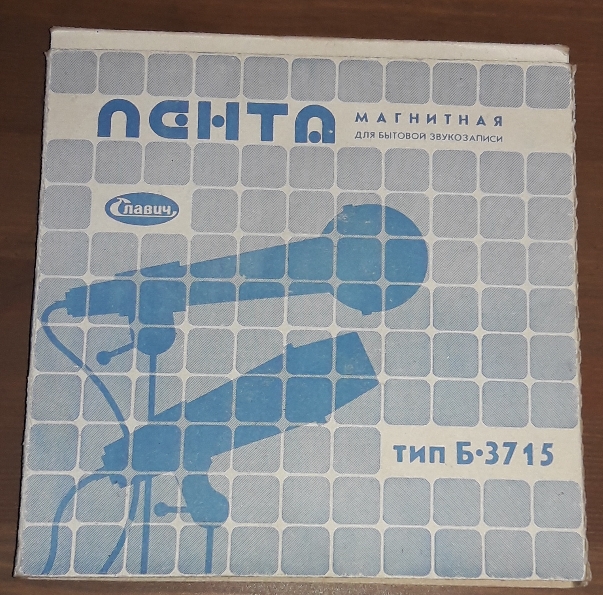 ЛЕНТА
МАГНИТНАЯ
ДЛЯ БЫТОВОЙ ЗВУКОЗАПИСИ
Славич
тип Б•3715